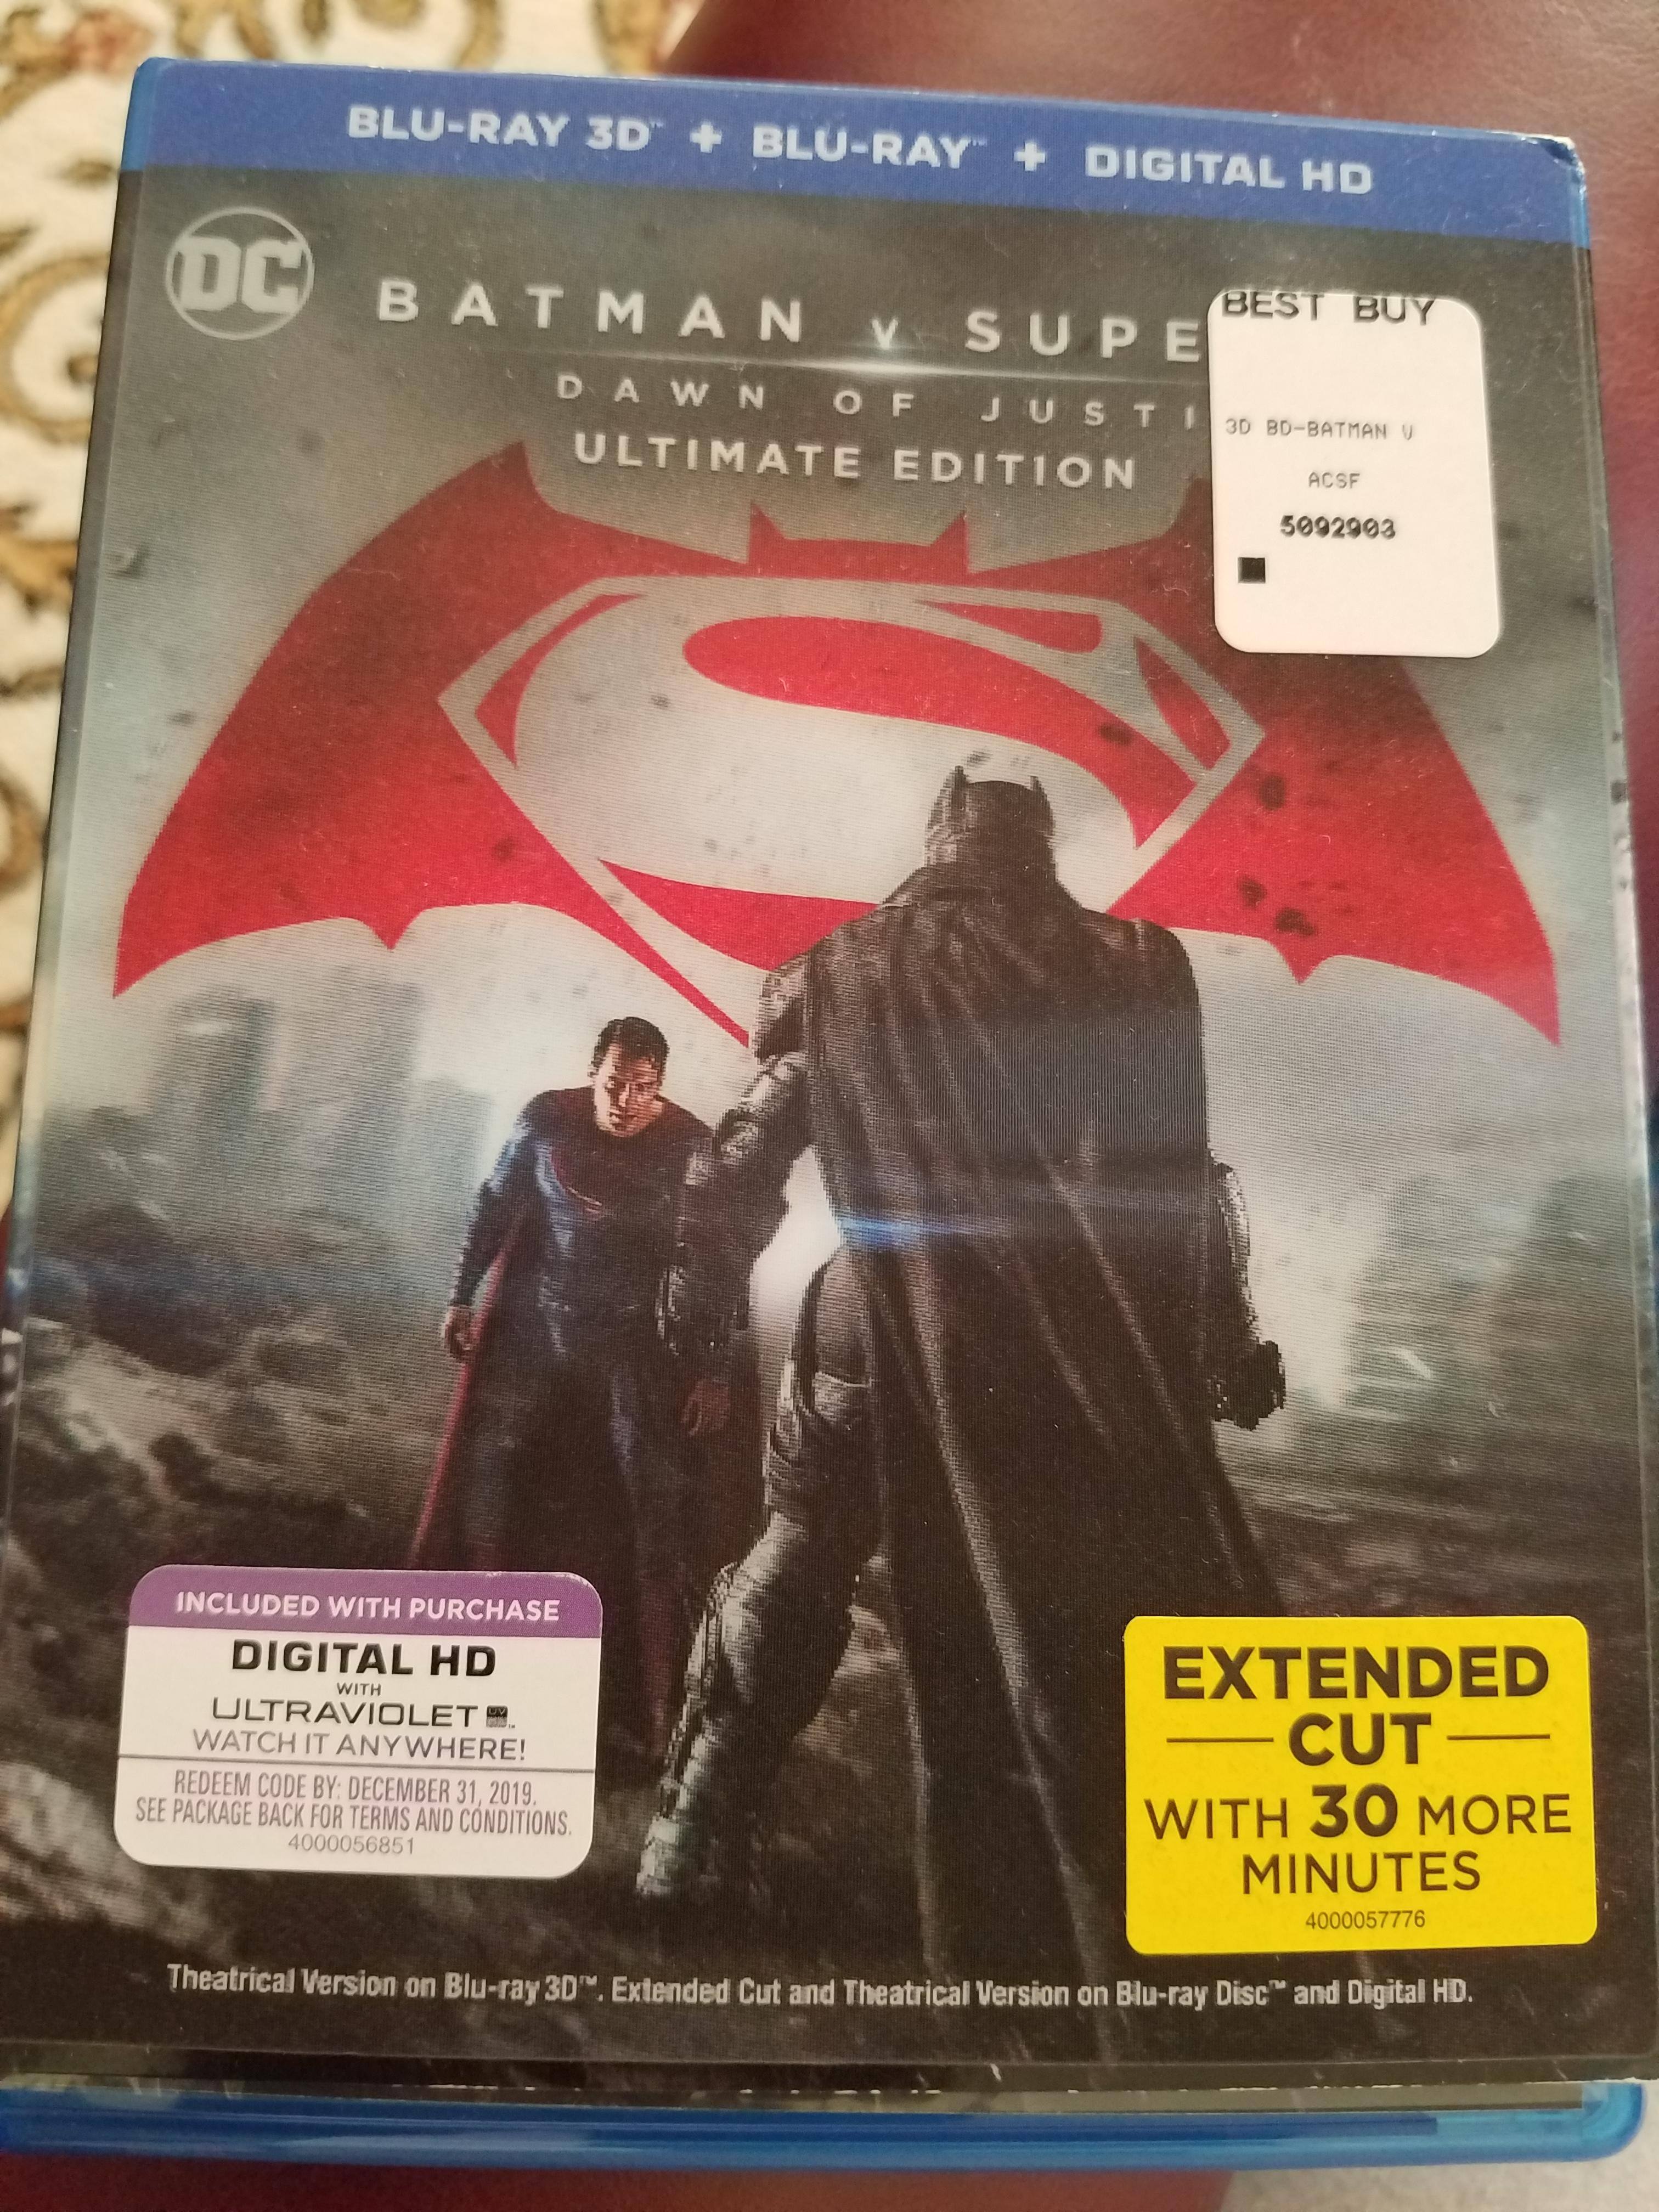 BLU-RAY 3D™ + BLU-RAY™ + DIGITAL HD
DC
BATMAN v SUPE
DAWN OF JUSTI
ULTIMATE EDITION
BEST BUY
3D BD-BATMAN V
ACSF
5092903
INCLUDED WITH PURCHASE
DIGITAL HD
WITH
ULTRAVIOLET
WATCH IT ANYWHERE!
REDEEM CODE BY: DECEMBER 31, 2019.
SEE PACKAGE BACK FOR TERMS AND CONDITIONS.
4000056851
EXTENDED
CUT
WITH 30 MORE
MINUTES
4000057776
Theatrical Version on Blu-ray 3D™. Extended Cut and Theatrical Version on Blu-ray Disc™ and Digital HD.